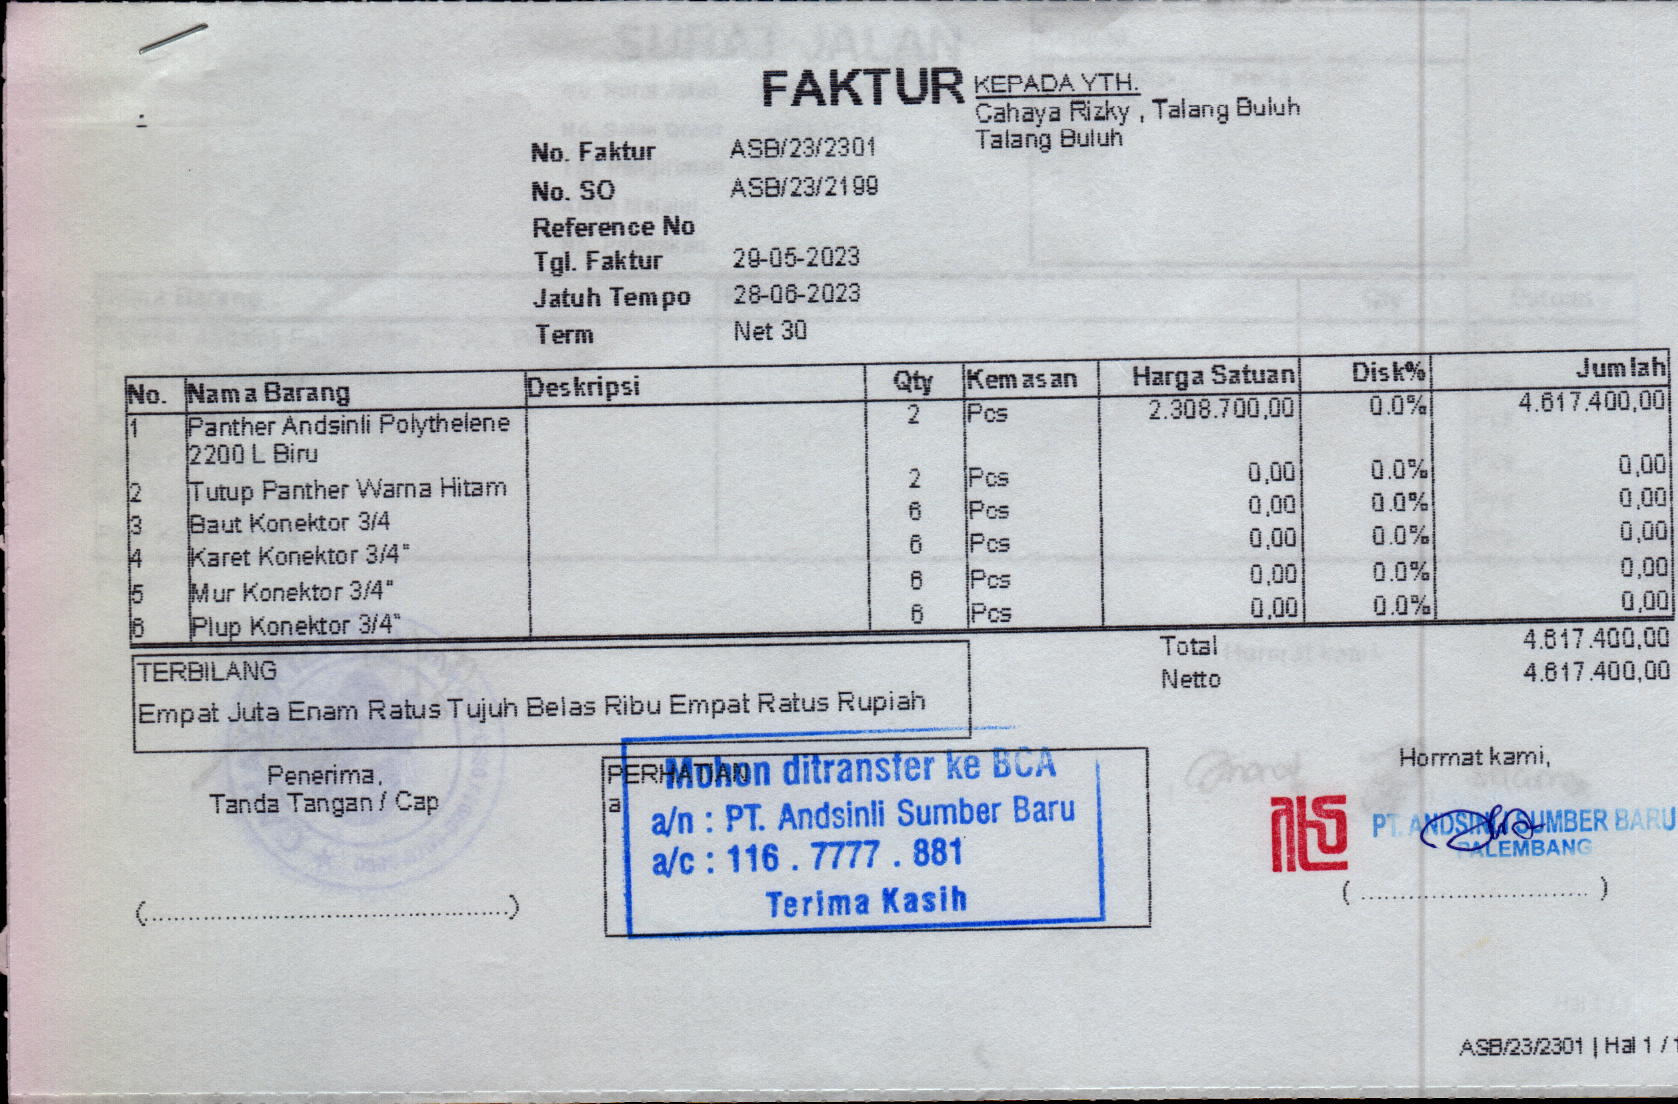 FAKTUR
KEPADA YTH.
Cahaya Rizky , Talang Buluh
Talang Buluh
No. Faktur ASB/23/2301
No. SO ASB/23/2199
Reference No
Tgl. Faktur 29-05-2023
Jatuh Tempo 28-06-2023
Term Net 30
No. Nama Barang Deskripsi Qty Kemasan Harga Satuan Disk% Jumlah
1 Panther Andsinli Polythelene 2 Pcs 2.308.700,00 0.0% 4.617.400,00
2200 L Biru
2 Tutup Panther Warna Hitam 2 Pcs 0,00 0.0% 0,00
3 Baut Konektor 3/4 6 Pcs 0,00 0.0% 0,00
4 Karet Konektor 3/4" 6 Pcs 0,00 0.0% 0,00
5 Mur Konektor 3/4" 6 Pcs 0,00 0.0% 0,00
6 Plup Konektor 3/4" 6 Pcs 0,00 0.0% 0,00
Total 4.617.400,00
Netto 4.617.400,00
TERBILANG
Empat Juta Enam Ratus Tujuh Belas Ribu Empat Ratus Rupiah
Penerima,
Tanda Tangan / Cap
(................................................)
PERHATIAN
a
Mohon ditransfer ke BCA
a/n : PT. Andsinli Sumber Baru
a/c : 116 . 7777 . 881
Terima Kasih
Hormat kami,
PT. ANDSINLI SUMBER BARU
PALEMBANG
( .............................. )
ASB/23/2301 | Hal 1 / 1